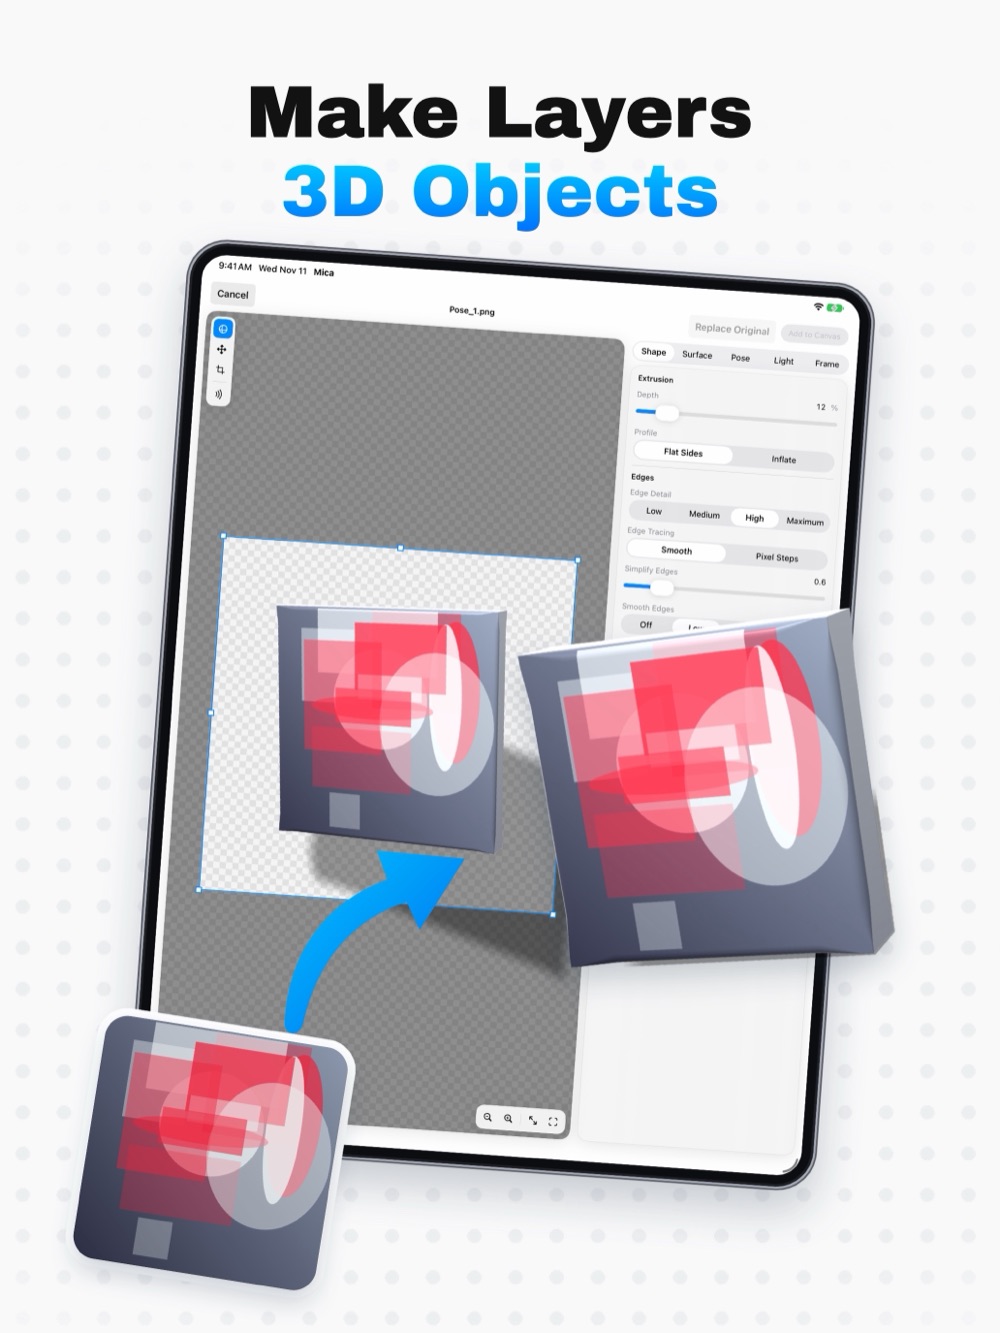 Make Layers
3D Objects
9:41 AM Wed Nov 11 Mica
Cancel
Pose_1.png
Replace Original
Add to Canvas
Shape
Surface
Pose
Light
Frame
Extrusion
Depth
12 %
Profile
Flat Sides
Inflate
Edges
Edge Detail
Low
Medium
High
Maximum
Edge Tracing
Smooth
Pixel Steps
Simplify Edges
0.6
Smooth Edges
Off